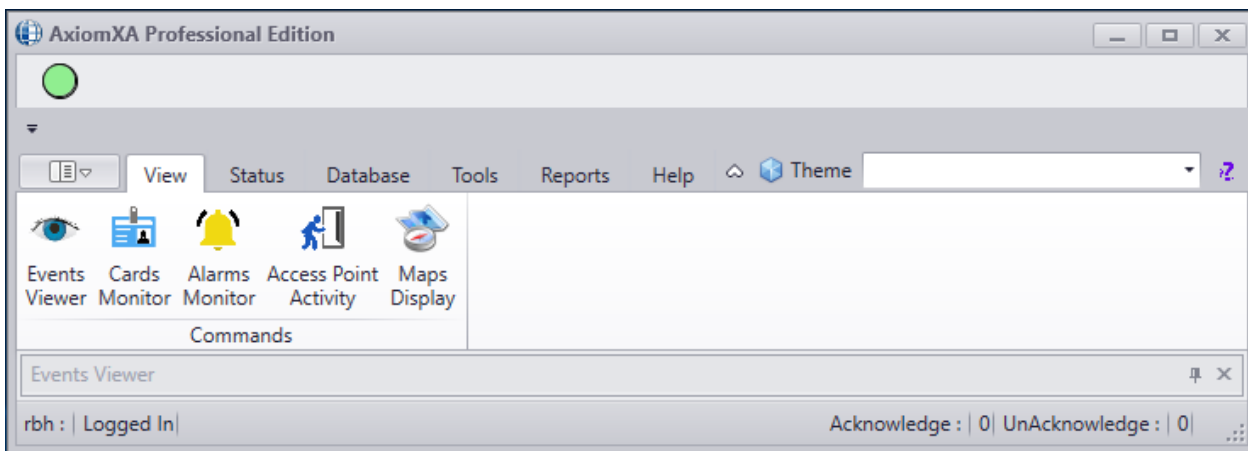 AxiomXA Professional Edition
View Status Database Tools Reports Help Theme
Events Viewer Cards Monitor Alarms Monitor Access Point Activity Maps Display
Commands
Events Viewer
rbh : Logged In Acknowledge : 0 UnAcknowledge : 0